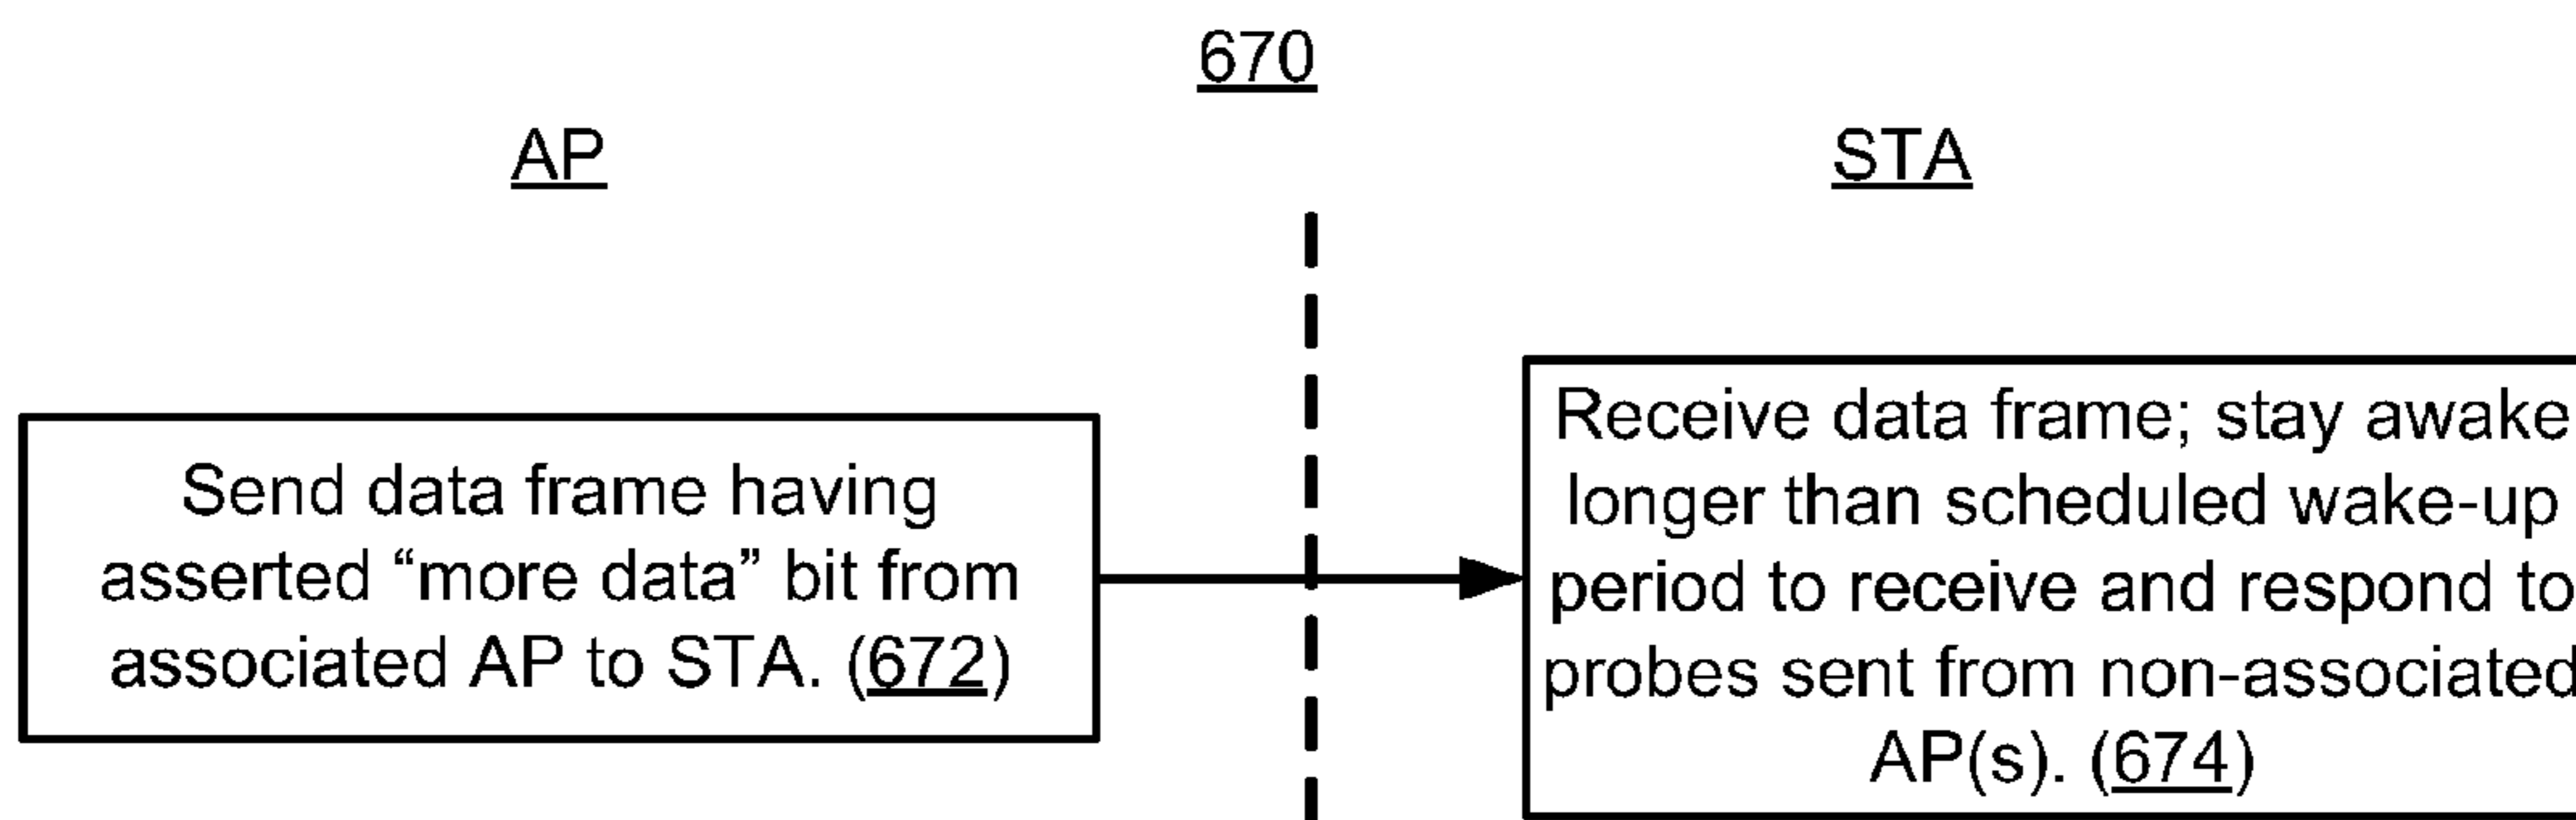 670
AP
STA
Send data frame having
asserted “more data” bit from
associated AP to STA. (672)
Receive data frame; stay awake
longer than scheduled wake-up
period to receive and respond to
probes sent from non-associated
AP(s). (674)